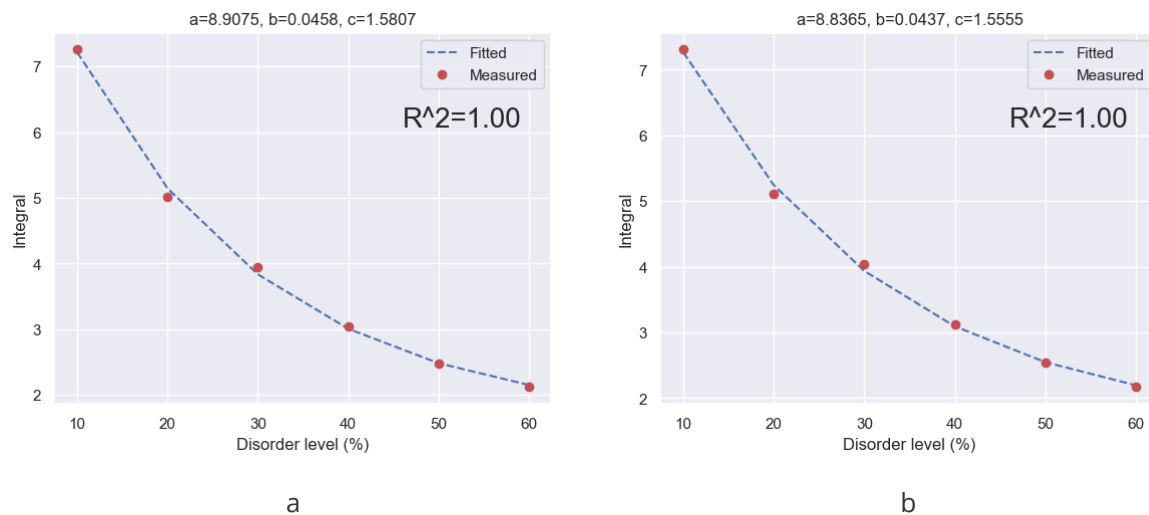 a=8.9075, b=0.0458, c=1.5807
Fitted
Measured
R^2=1.00
7
6
5
4
3
2
Integral
10 20 30 40 50 60
Disorder level (%)
a
a=8.8365, b=0.0437, c=1.5555
Fitted
Measured
R^2=1.00
7
6
5
4
3
2
Integral
10 20 30 40 50 60
Disorder level (%)
b